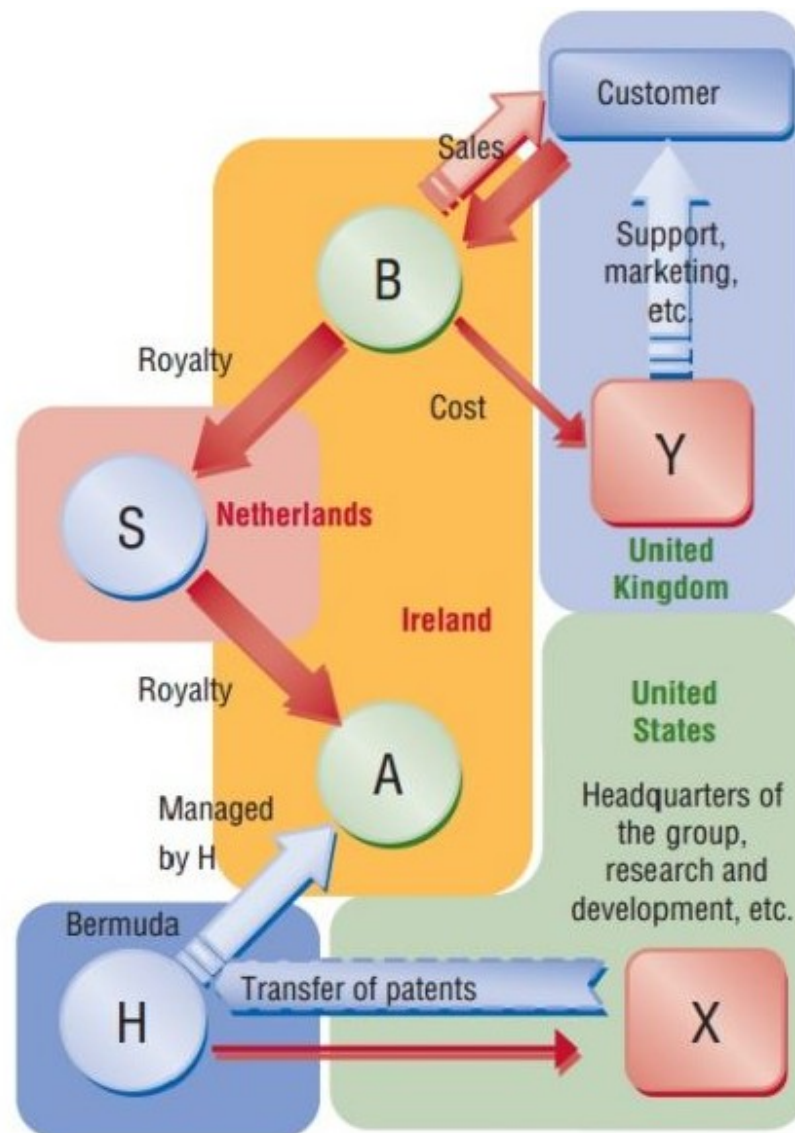 Customer
Sales
B
Support,
marketing,
etc.
Royalty
Cost
Y
S
Netherlands
United
Kingdom
Ireland
Royalty
United
States
A
Managed
by H
Headquarters of
the group,
research and
development, etc.
Bermuda
H
Transfer of patents
X